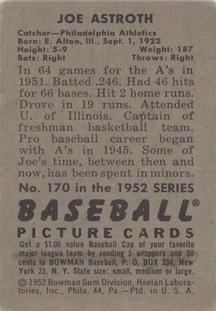 JOE ASTROTH
Catcher—Philadelphia Athletics
Born: E. Alton, Ill., Sept. 1, 1922
Height: 5-9 Weight: 187
Bats: Right Throws: Right
In 64 games for the A's in
1951. Batted .246. Had 46 hits
for 66 bases. Hit 2 home runs.
Drove in 19 runs. Attended
U. of Illinois. Captain of
freshman basketball team.
Pro baseball career began
with A's in 1945. Some of
Joe's time, between then and
now, has been spent in minors.
No. 170 in the 1952 SERIES
BASEBALL®
PICTURE CARDS
Get a $1.00 value Baseball Cap of your favorite
major league team by sending 5 wrappers and 50
cents to BOWMAN Baseball, P. O. BOX 234, New
York 23, N. Y. State size: small, medium or large.
©1952 Bowman Gum Division, Haelan Labora-
tories, Inc., Phila. 44, Pa.—Ptd. in U. S. A.